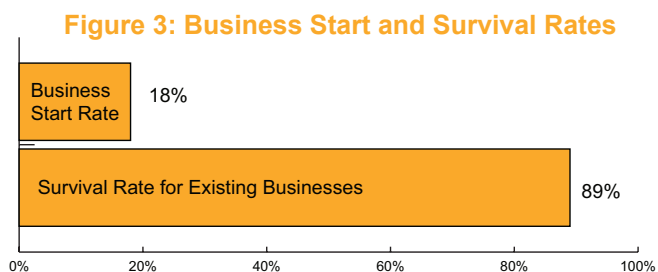 Figure 3: Business Start and Survival Rates
Business
Start Rate
18%
Survival Rate for Existing Businesses
89%
0%
20%
40%
60%
80%
100%